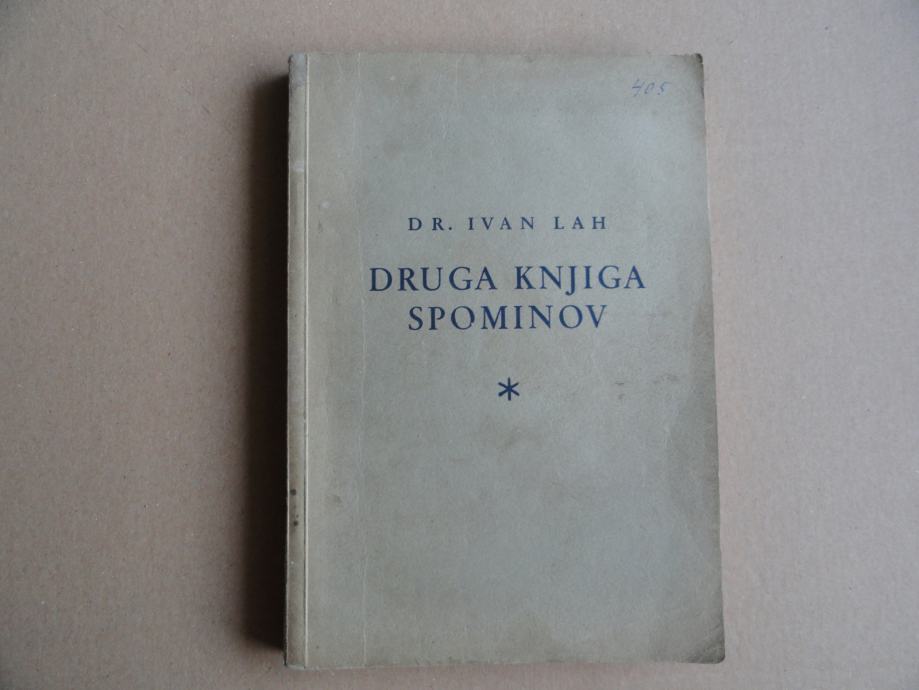 405
DR. IVAN LAH
DRUGA KNJIGA
SPOMINOV
*